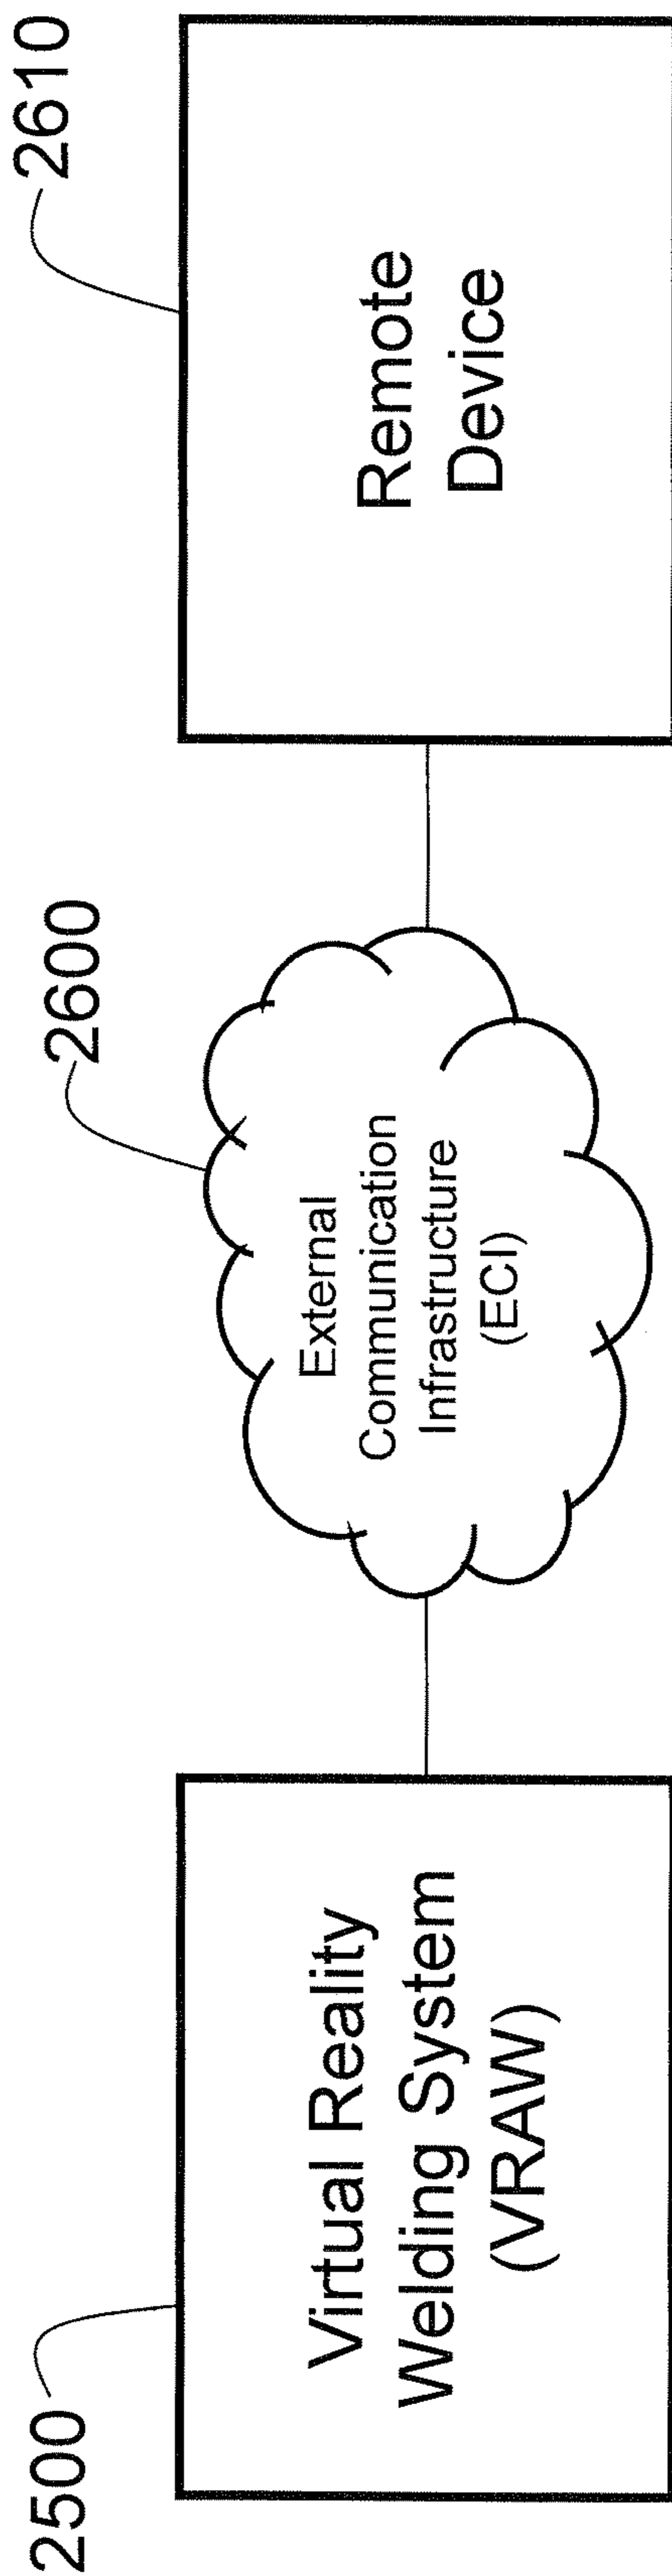 2500
Virtual Reality
Welding System
(VRAW)
2600
External
Communication
Infrastructure
(ECI)
2610
Remote
Device